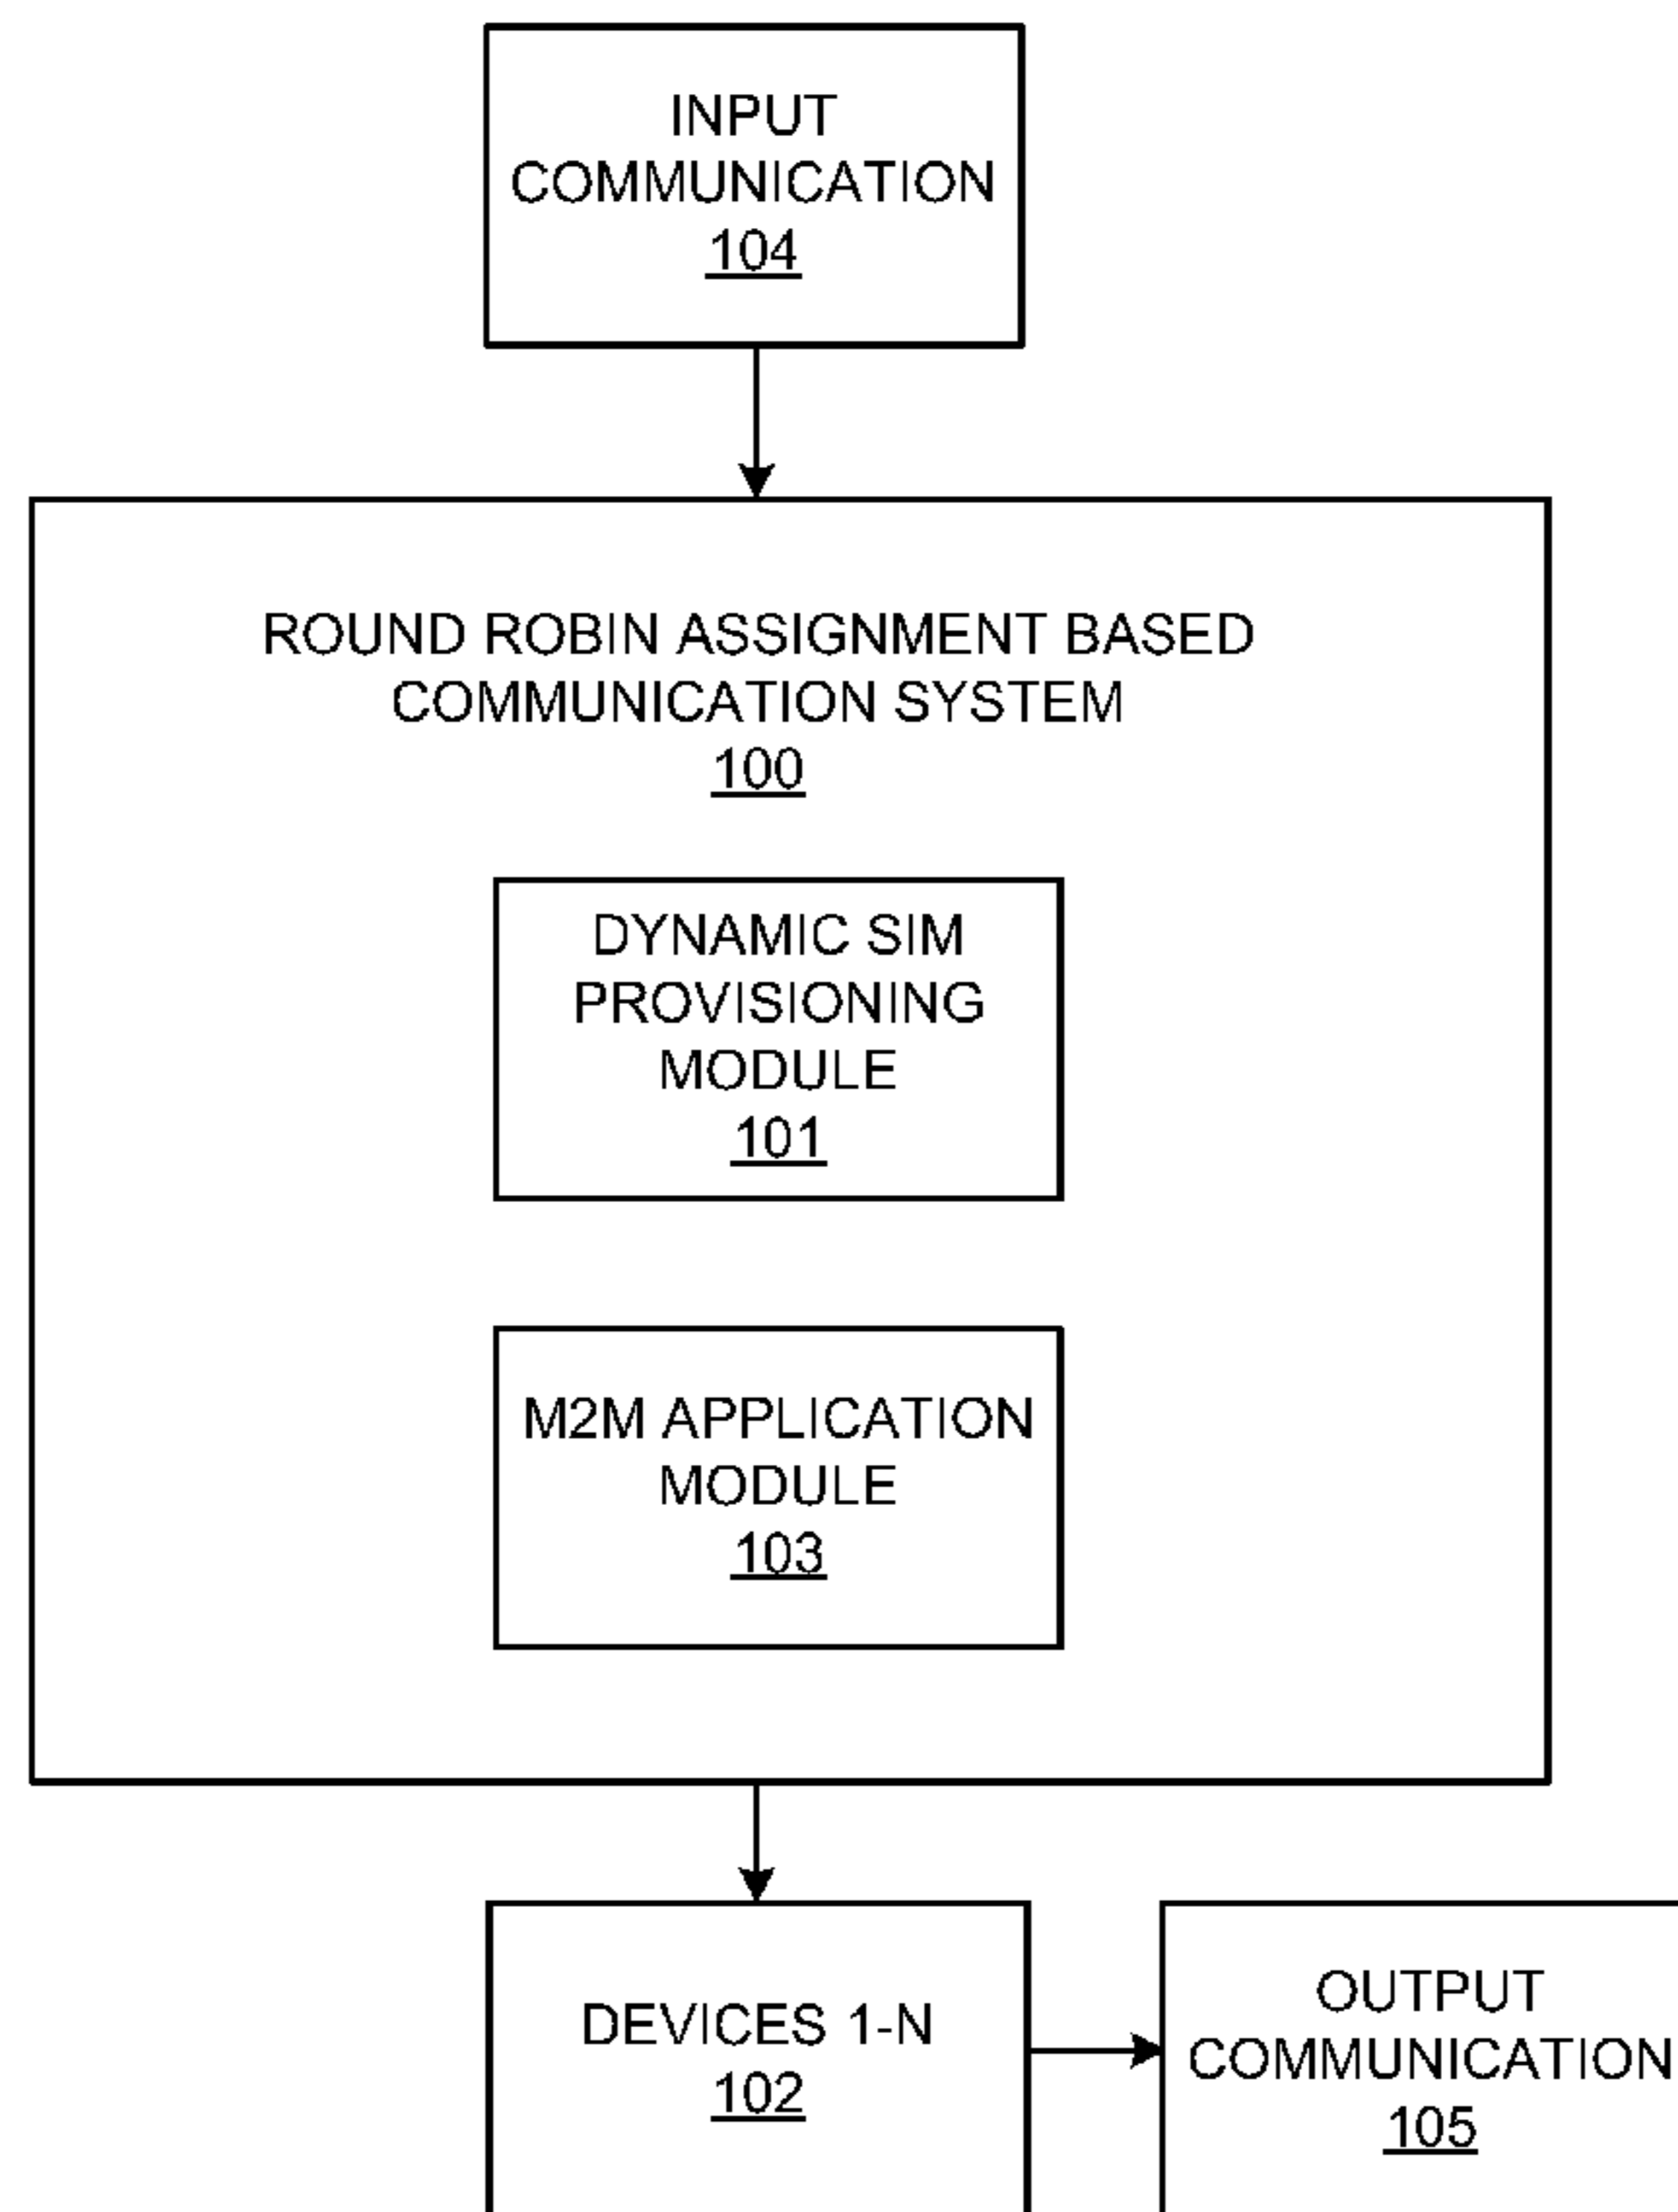 INPUT
COMMUNICATION
104
ROUND ROBIN ASSIGNMENT BASED
COMMUNICATION SYSTEM
100
DYNAMIC SIM
PROVISIONING
MODULE
101
M2M APPLICATION
MODULE
103
DEVICES 1-N
102
OUTPUT
COMMUNICATION
105